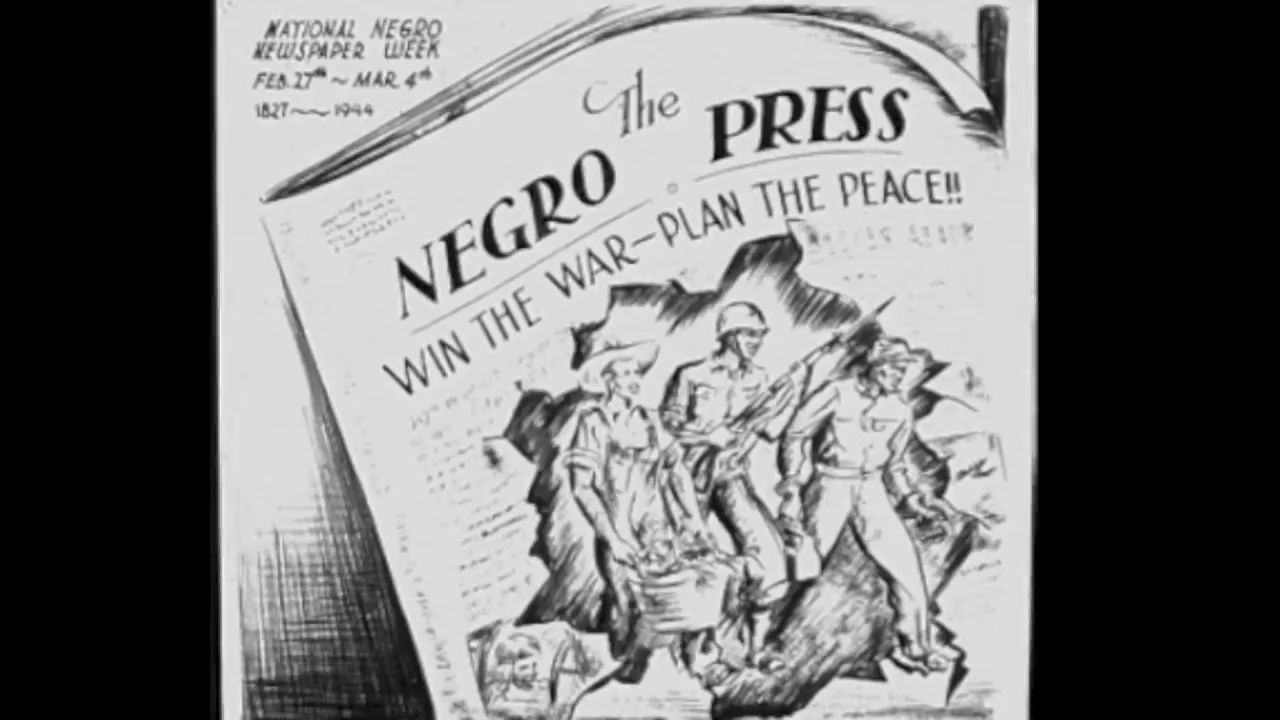 NATIONAL NEGRO
NEWSPAPER WEEK
FEB. 27th ~ MAR. 4th
1827 ~~ 1944
The
NEGRO PRESS
WIN THE WAR—PLAN THE PEACE!!